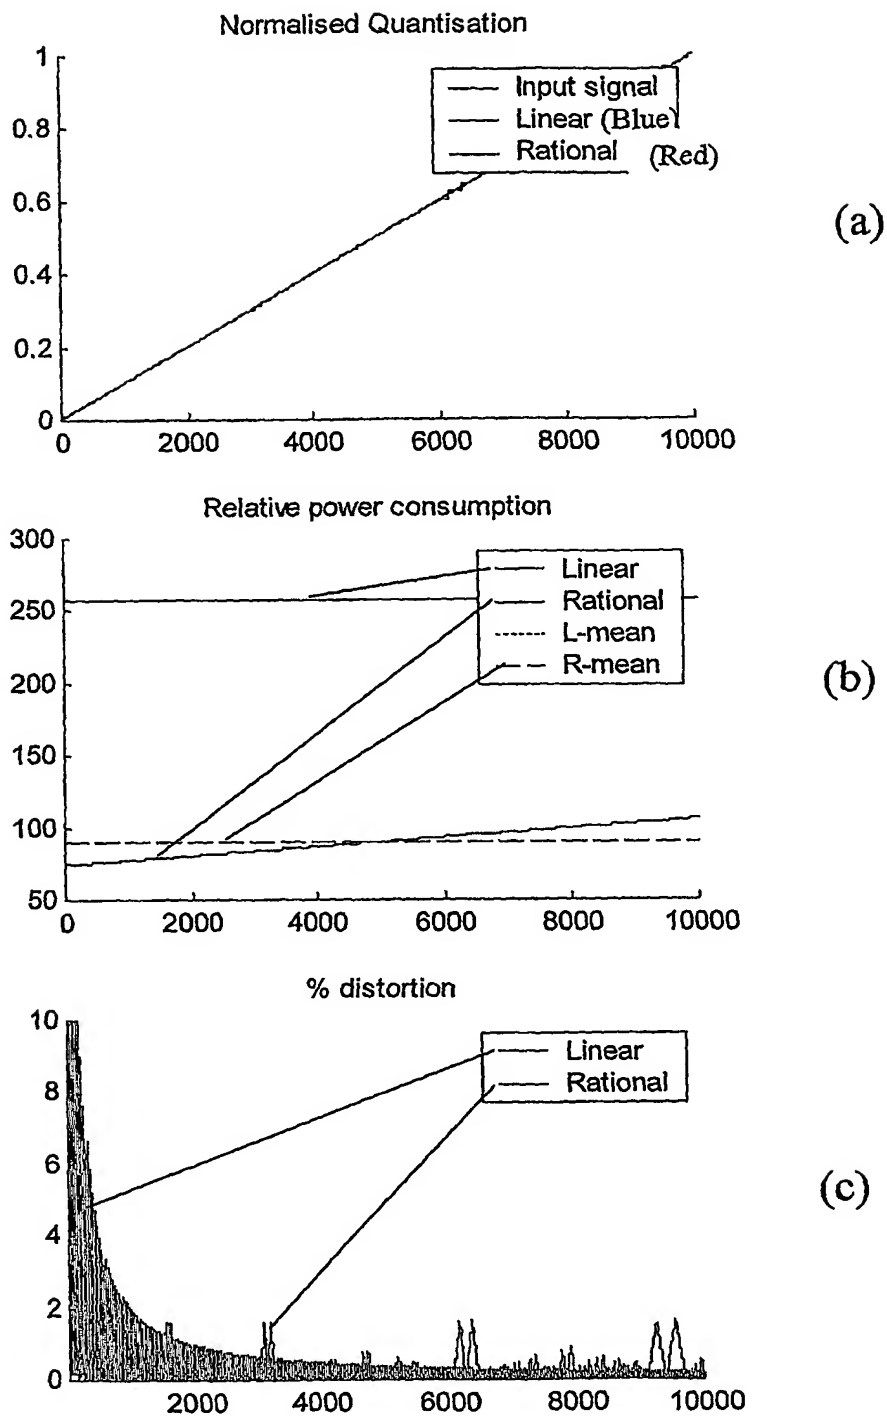 Normalised Quantisation
1
0.8
0.6
0.4
0.2
0
Input signal
Linear (Blue)
Rational (Red)
(a)
0 2000 4000 6000 8000 10000
Relative power consumption
300
250
200
150
100
50
Linear
Rational
L-mean
R-mean
(b)
0 2000 4000 6000 8000 10000
% distortion
10
8
6
4
2
0
Linear
Rational
(c)
2000 4000 6000 8000 10000